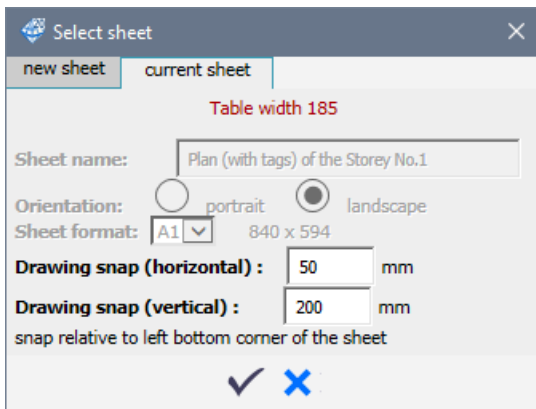 Select sheet
new sheet current sheet
Table width 185
Sheet name: Plan (with tags) of the Storey No.1
Orientation: portrait landscape
Sheet format: A1 840 x 594
Drawing snap (horizontal) : 50 mm
Drawing snap (vertical) : 200 mm
snap relative to left bottom corner of the sheet